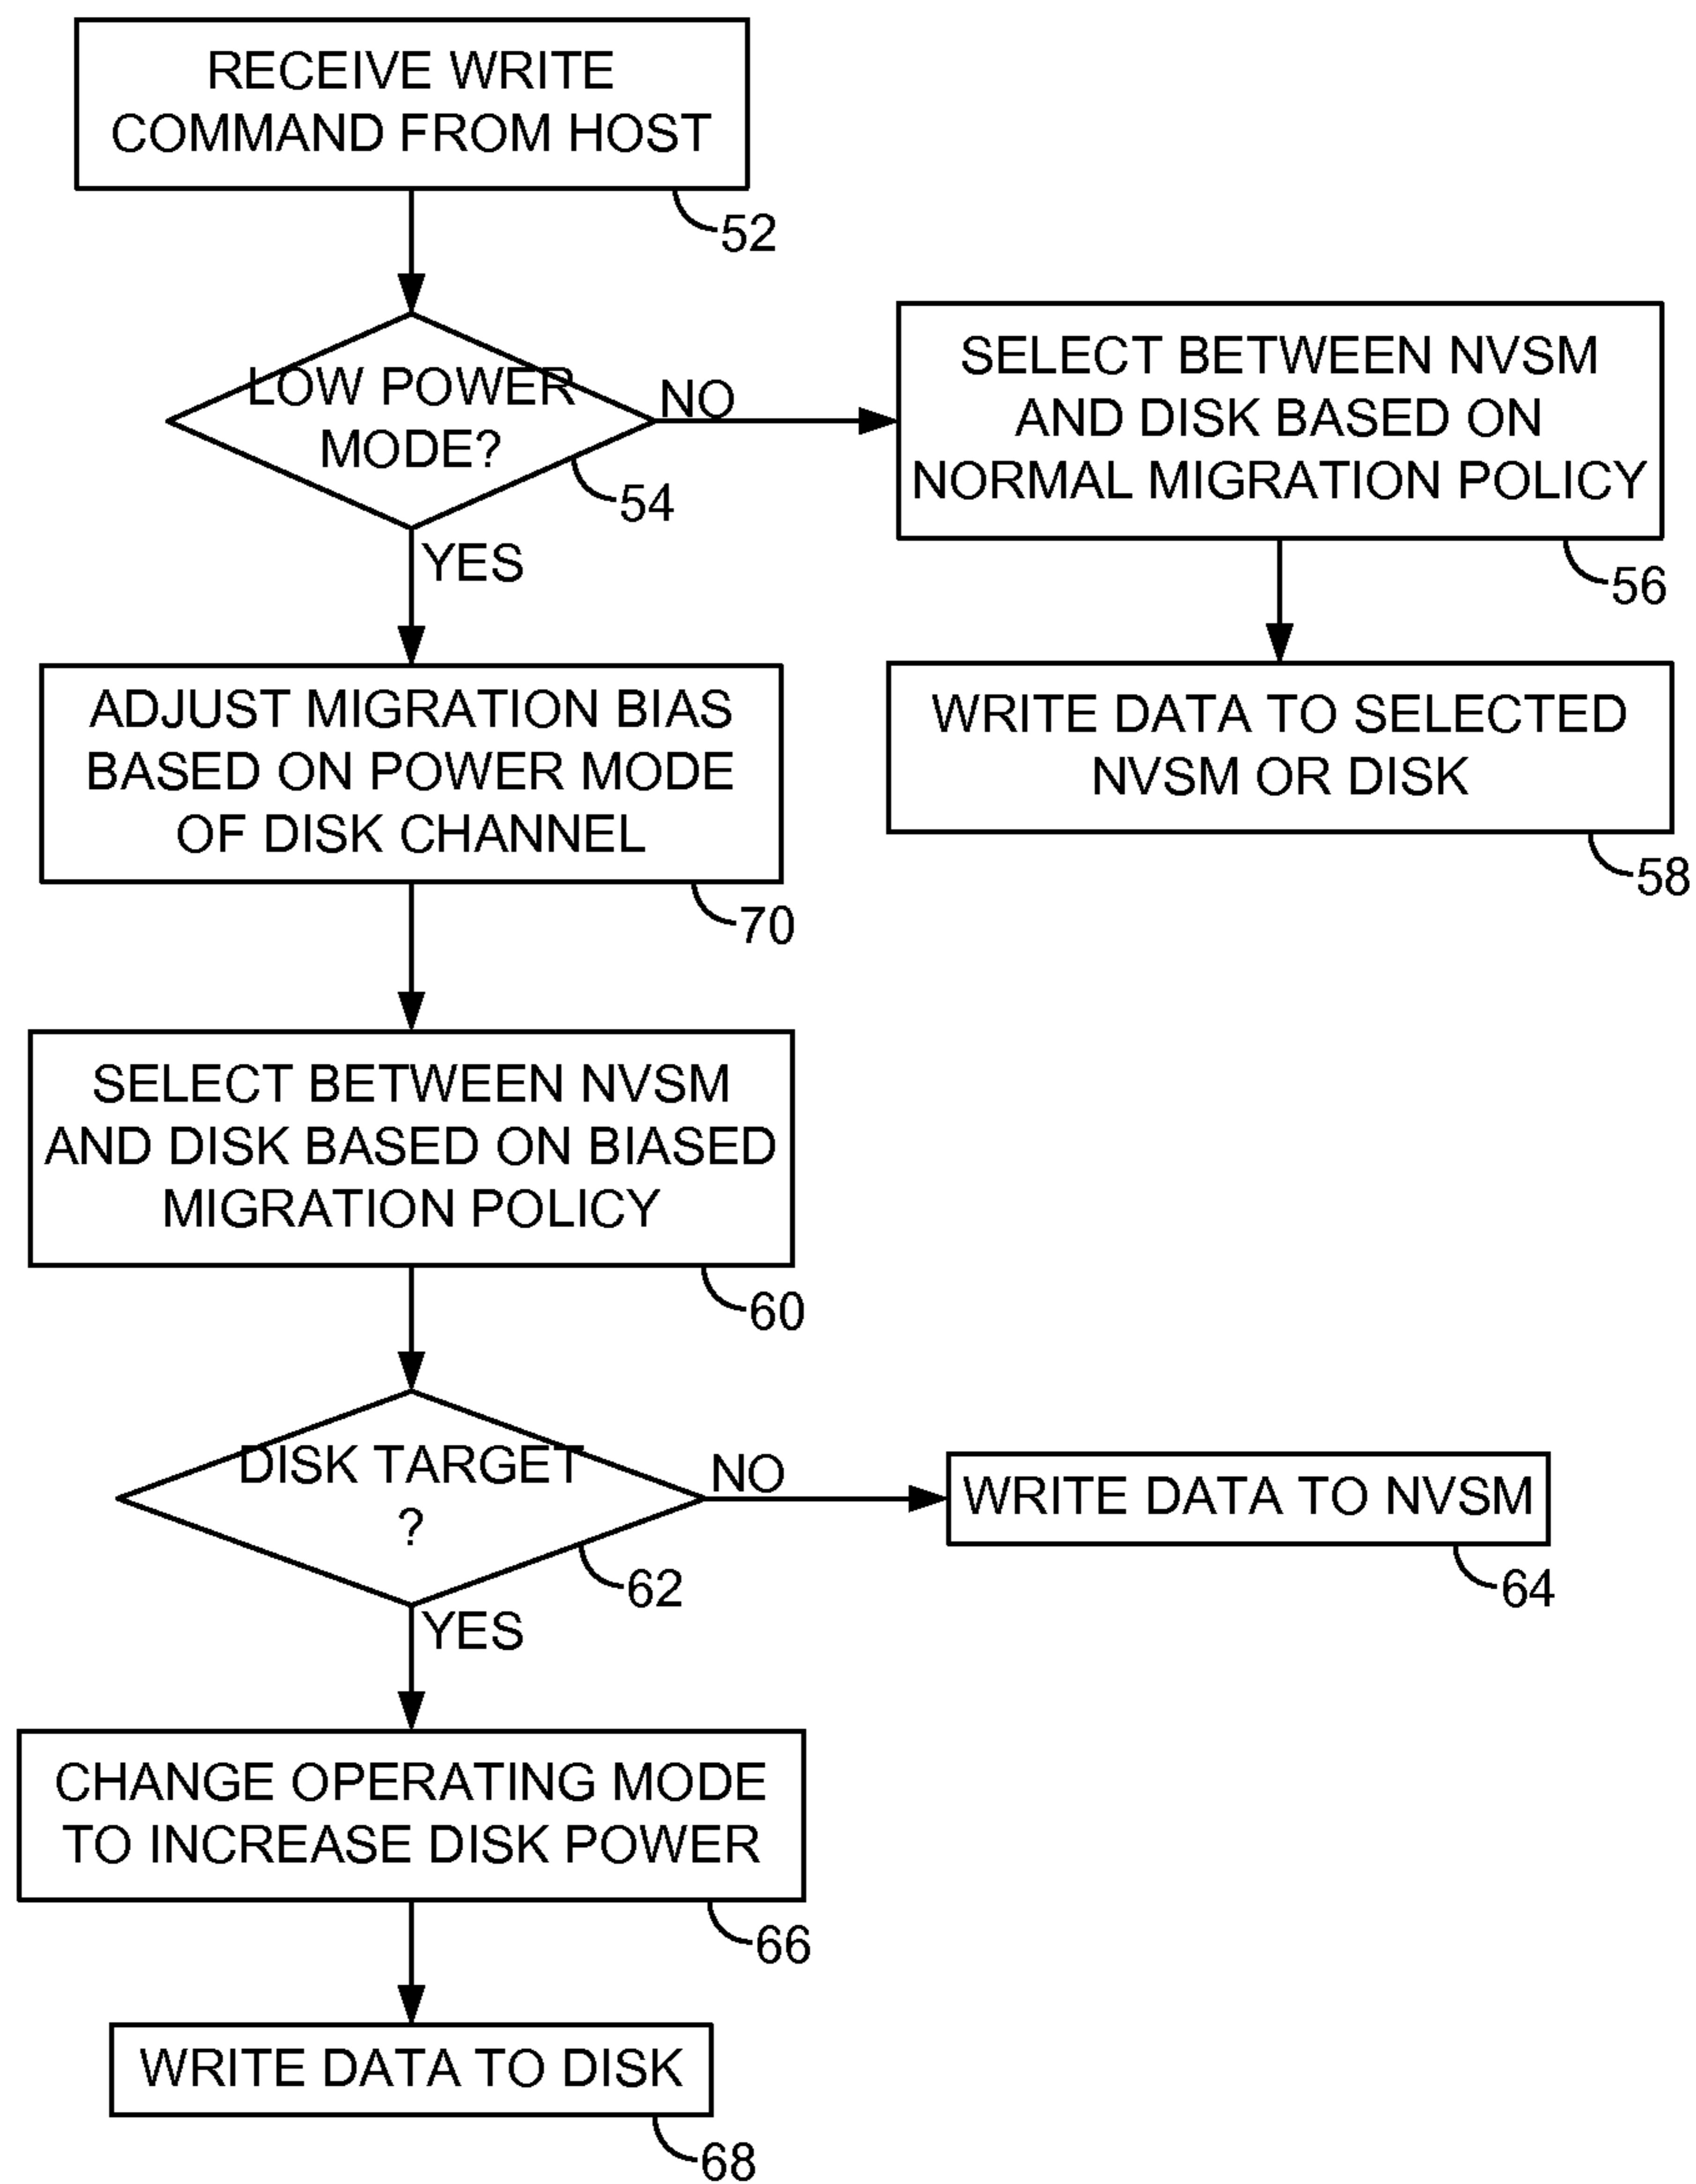 RECEIVE WRITE
COMMAND FROM HOST
52
LOW POWER
MODE?
54
NO
YES
SELECT BETWEEN NVSM
AND DISK BASED ON
NORMAL MIGRATION POLICY
56
WRITE DATA TO SELECTED
NVSM OR DISK
58
ADJUST MIGRATION BIAS
BASED ON POWER MODE
OF DISK CHANNEL
70
SELECT BETWEEN NVSM
AND DISK BASED ON BIASED
MIGRATION POLICY
60
DISK TARGET
?
62
NO
YES
WRITE DATA TO NVSM
64
CHANGE OPERATING MODE
TO INCREASE DISK POWER
66
WRITE DATA TO DISK
68